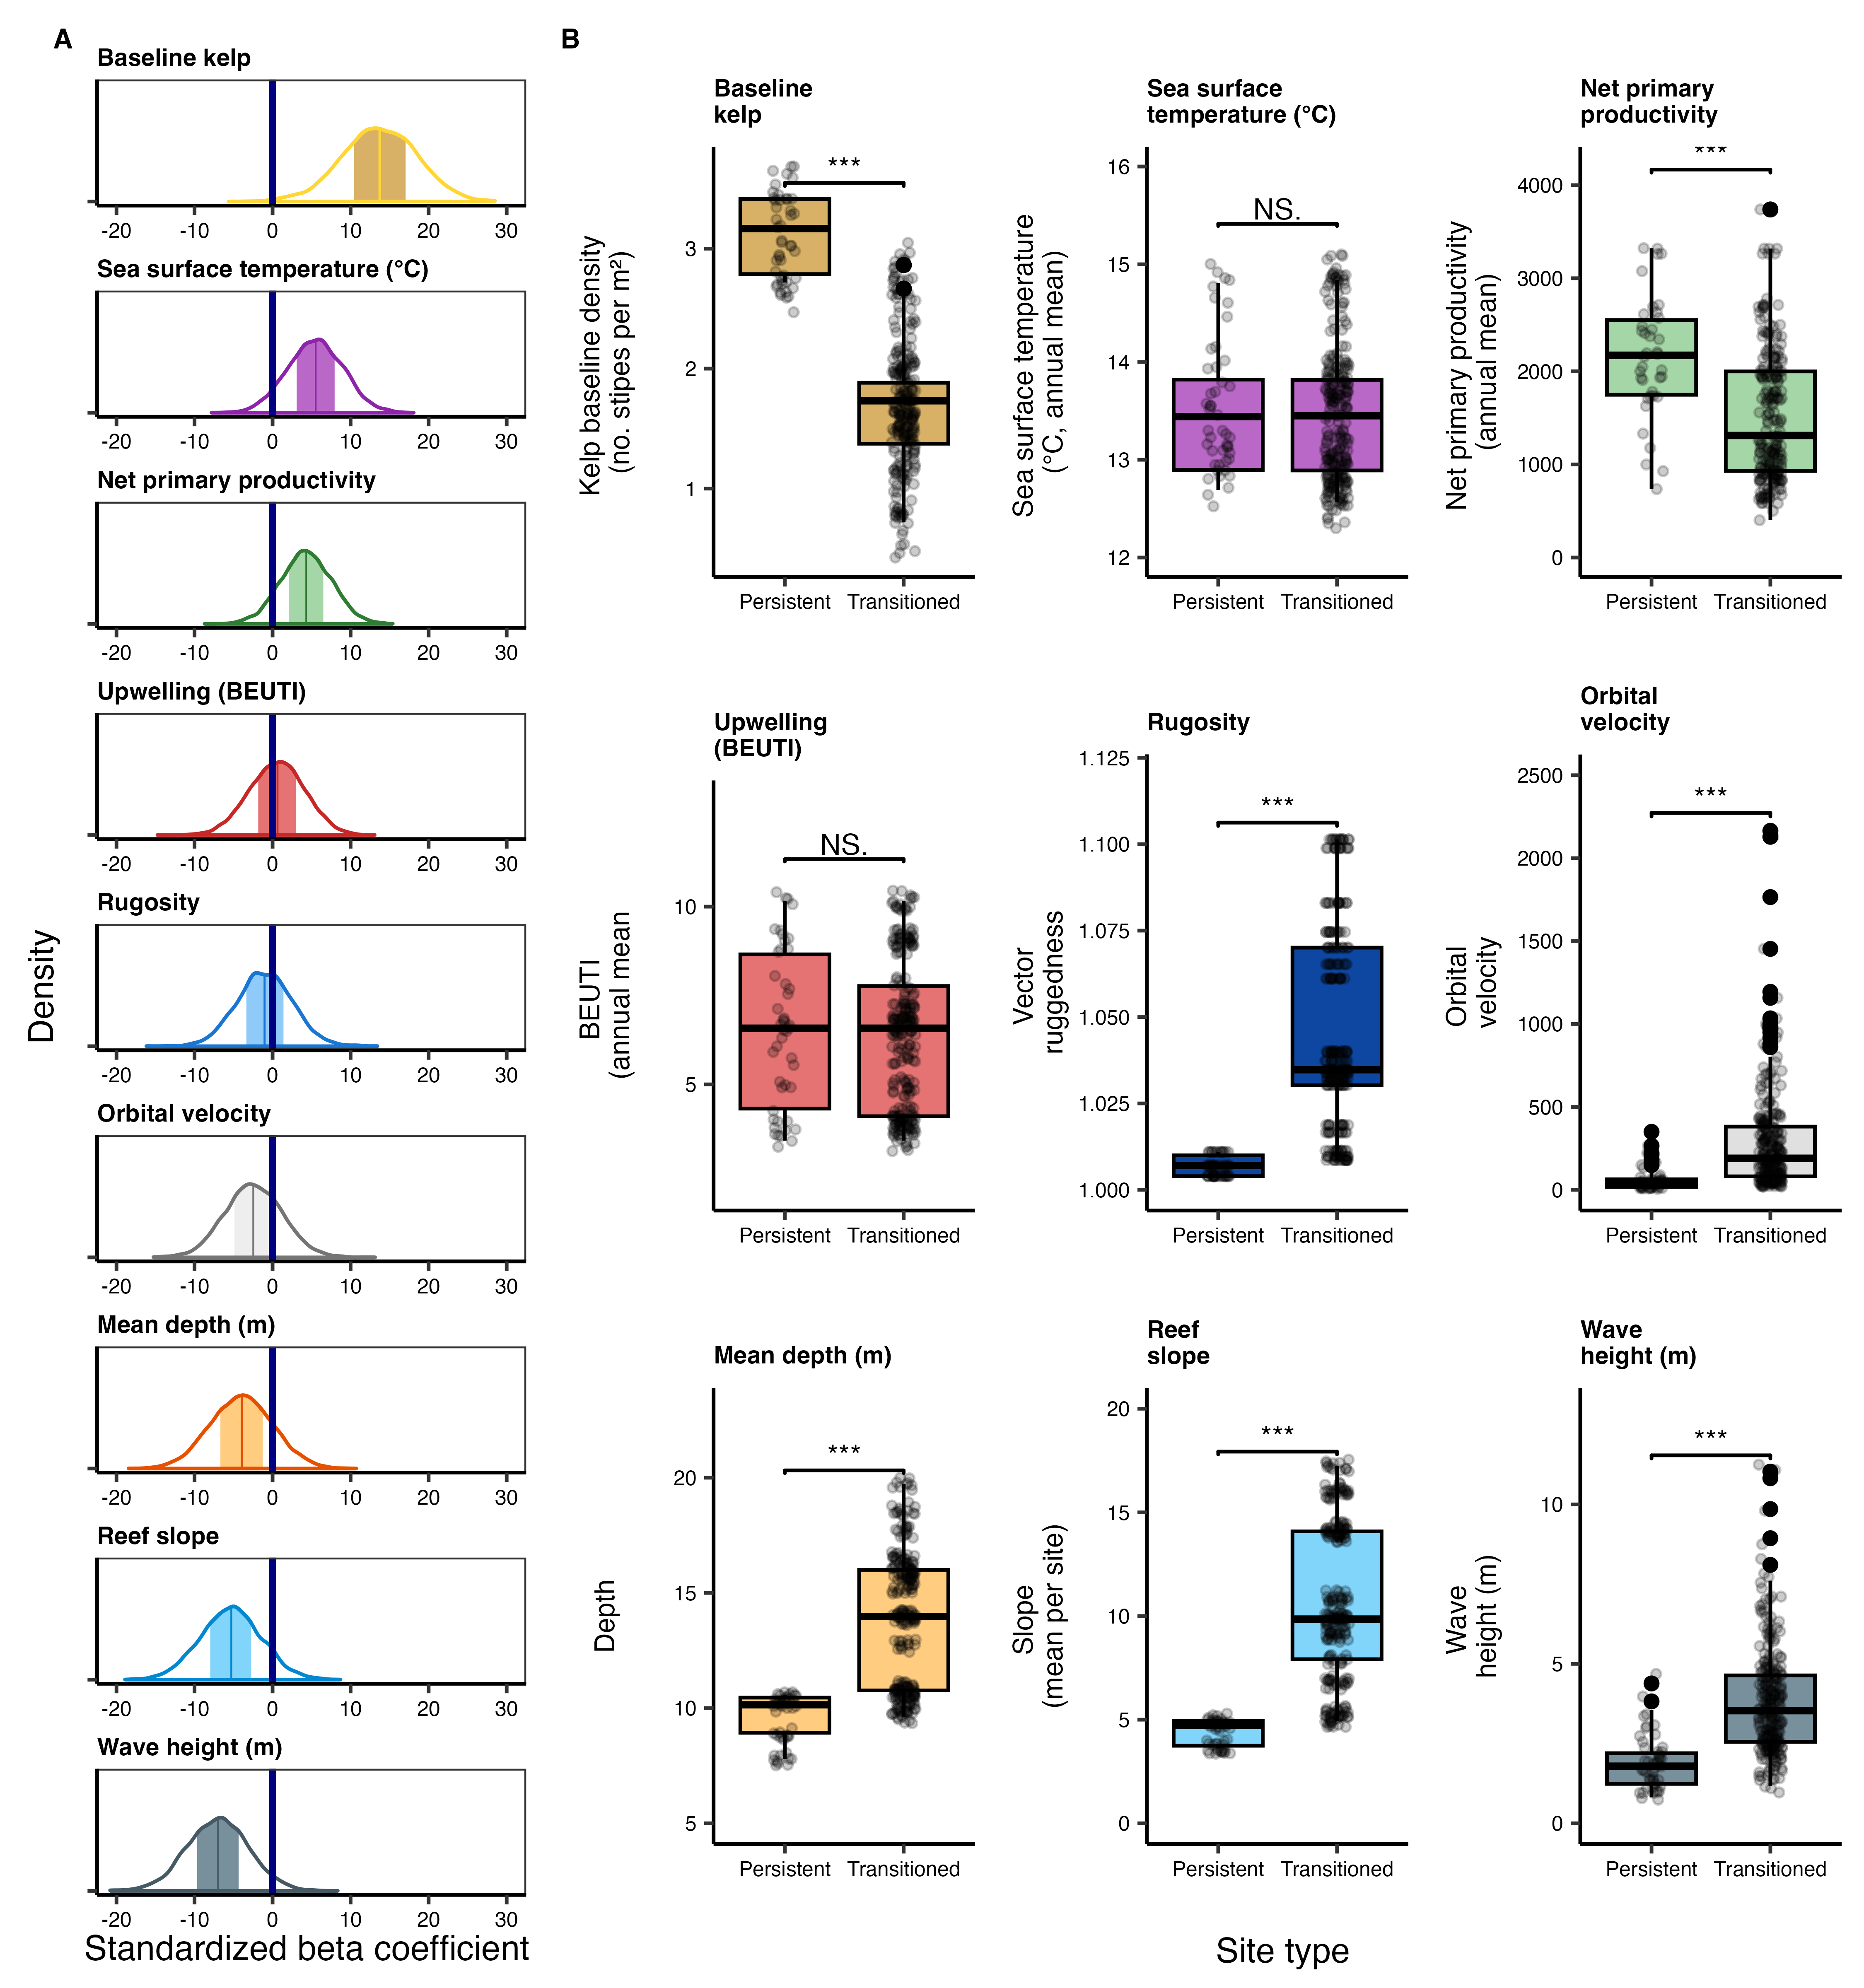 A
Baseline kelp
-20 -10 0 10 20 30
Sea surface temperature (°C)
-20 -10 0 10 20 30
Net primary productivity
-20 -10 0 10 20 30
Upwelling (BEUTI)
-20 -10 0 10 20 30
Rugosity
-20 -10 0 10 20 30
Orbital velocity
-20 -10 0 10 20 30
Mean depth (m)
-20 -10 0 10 20 30
Reef slope
-20 -10 0 10 20 30
Wave height (m)
-20 -10 0 10 20 30
Density
Standardized beta coefficient
B
Baseline
kelp
Kelp baseline density
(no. stipes per m²)
3
2
1
***
Persistent Transitioned
Sea surface
temperature (°C)
Sea surface temperature
(°C, annual mean)
16
15
14
13
12
NS.
Persistent Transitioned
Net primary
productivity
Net primary productivity
(annual mean)
4000
3000
2000
1000
0
***
Persistent Transitioned
Upwelling
(BEUTI)
BEUTI
(annual mean
10
5
NS.
Persistent Transitioned
Rugosity
Vector
ruggedness
1.125
1.100
1.075
1.050
1.025
1.000
***
Persistent Transitioned
Orbital
velocity
Orbital
velocity
2500
2000
1500
1000
500
0
***
Persistent Transitioned
Mean depth (m)
Depth
20
15
10
5
***
Persistent Transitioned
Reef
slope
Slope
(mean per site)
20
15
10
5
0
***
Persistent Transitioned
Wave
height (m)
Wave
height (m)
10
5
0
***
Persistent Transitioned
Site type